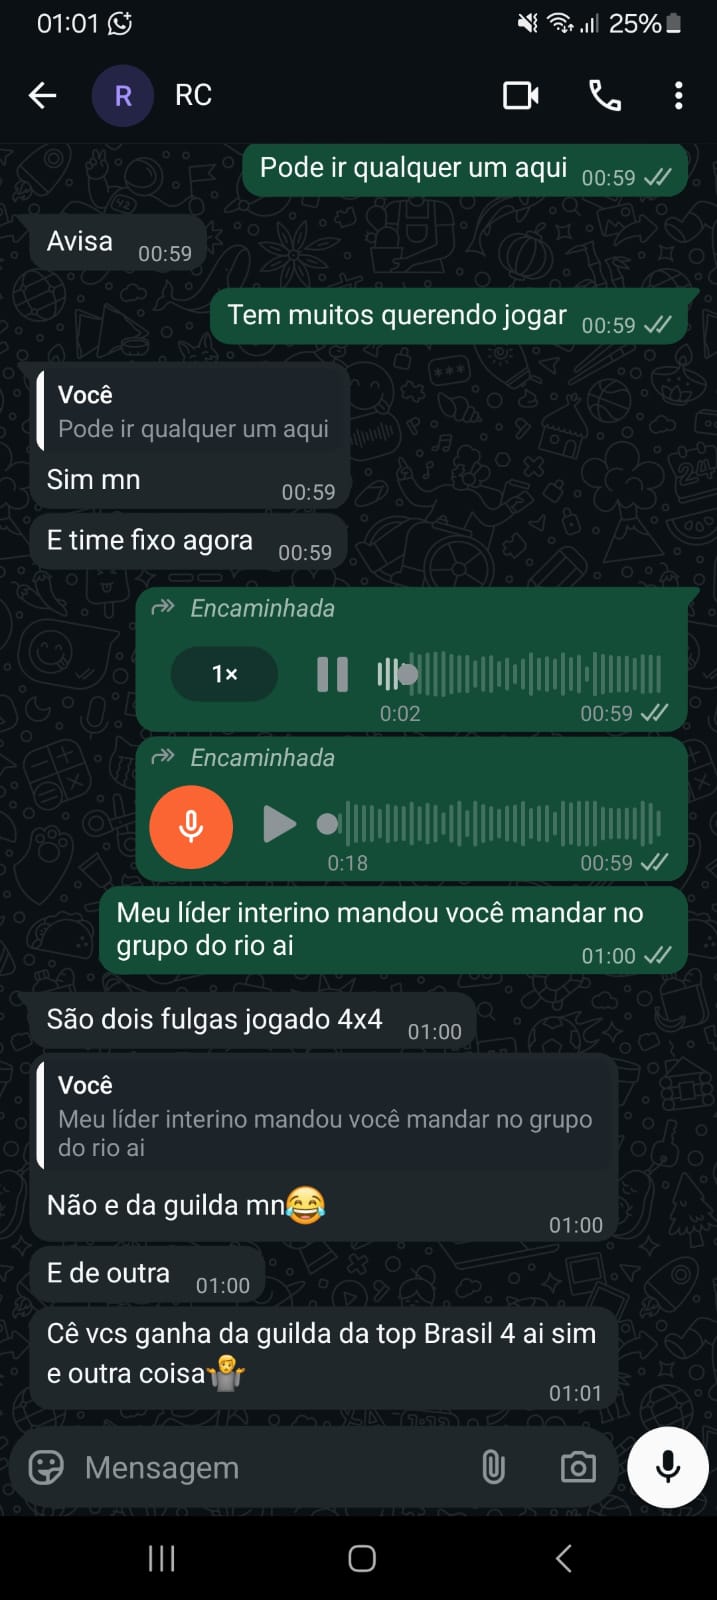 01:01
25%
R
RC
Pode ir qualquer um aqui 00:59
Avisa 00:59
Tem muitos querendo jogar 00:59
Você
Pode ir qualquer um aqui
Sim mn 00:59
E time fixo agora 00:59
Encaminhada
1×
0:02 00:59
Encaminhada
0:18 00:59
Meu líder interino mandou você mandar no
grupo do rio ai 01:00
São dois fulgas jogado 4x4 01:00
Você
Meu líder interino mandou você mandar no grupo
do rio ai
Não e da guilda mn😂
01:00
E de outra 01:00
Cê vcs ganha da guilda da top Brasil 4 ai sim
e outra coisa🤷
01:01
Mensagem